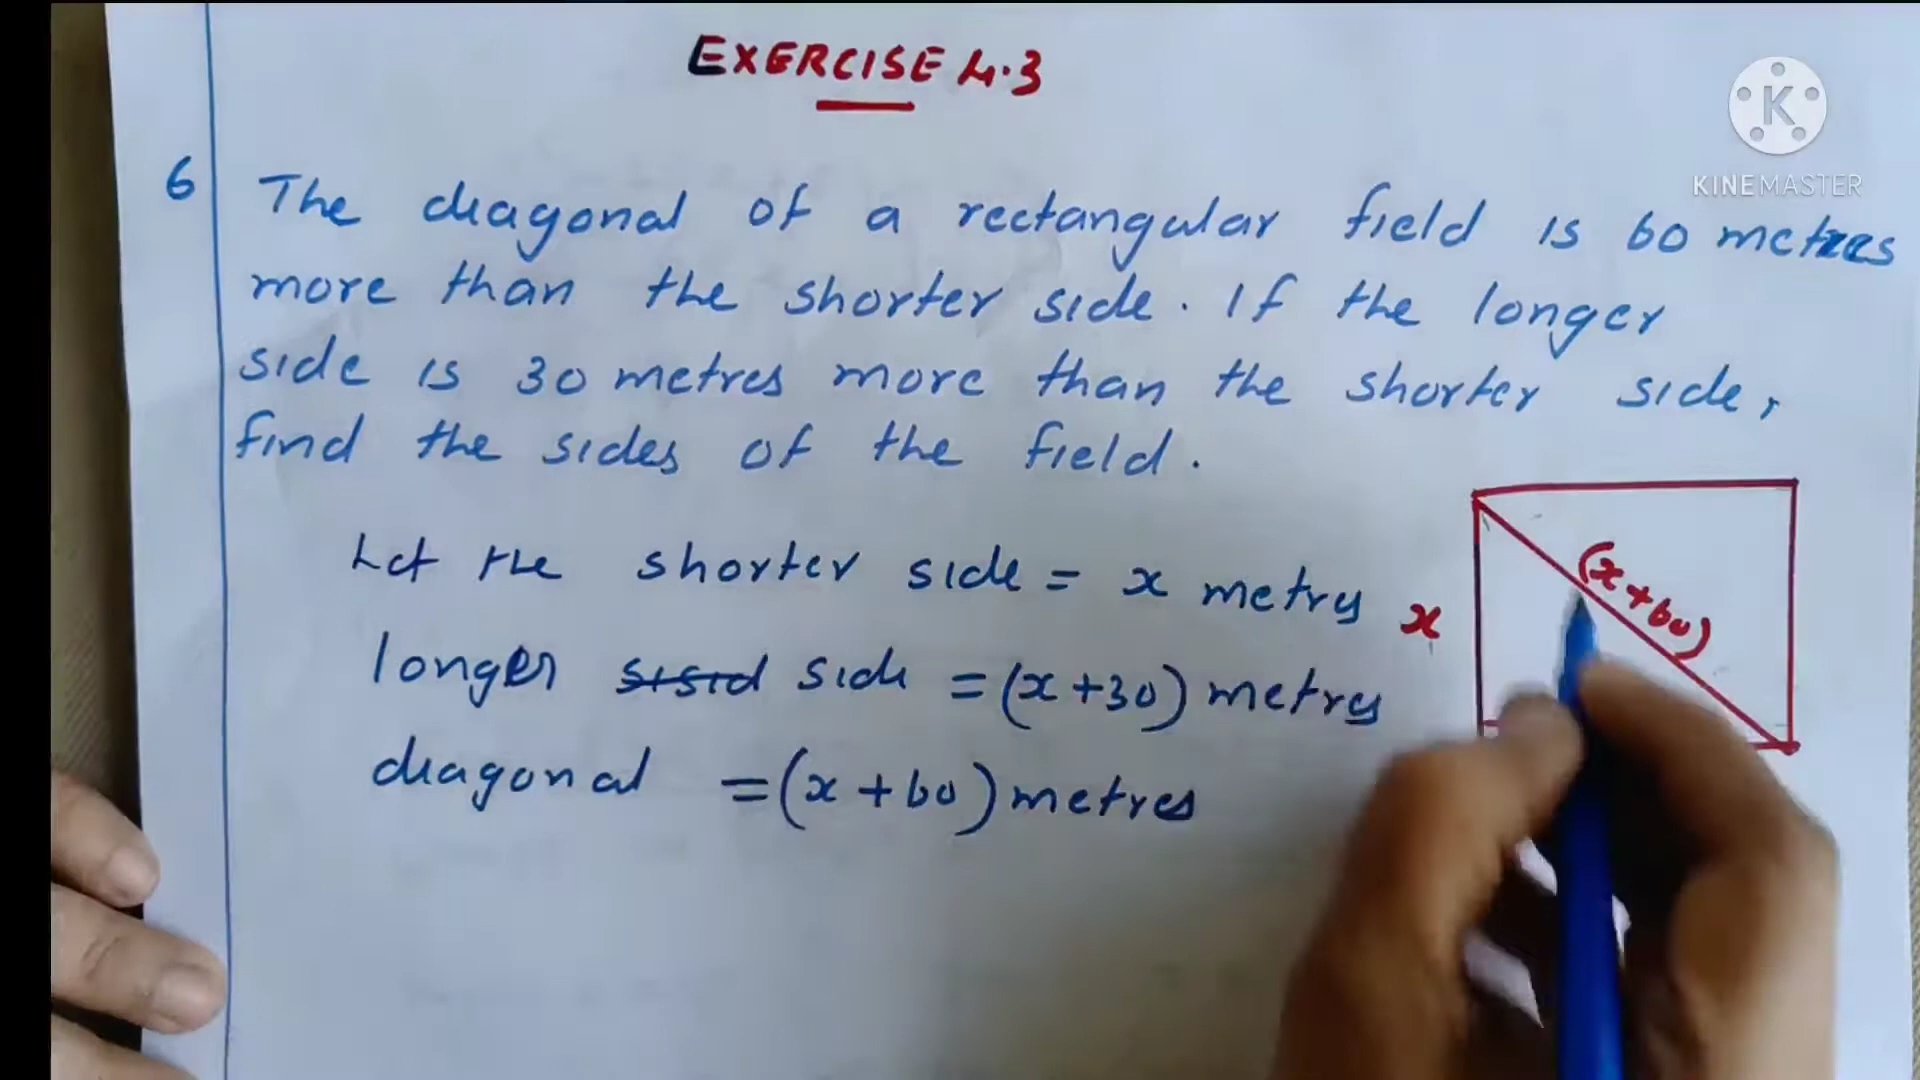 EXERCISE 4.3
KINEMASTER
6 The diagonal of a rectangular field is 60 metres
more than the shorter side. If the longer
side is 30 metres more than the shorter side,
find the sides of the field.
Let the shorter side = x metres
x
(x+60)
longer side = (x+30) metres
diagonal = (x+60) metres